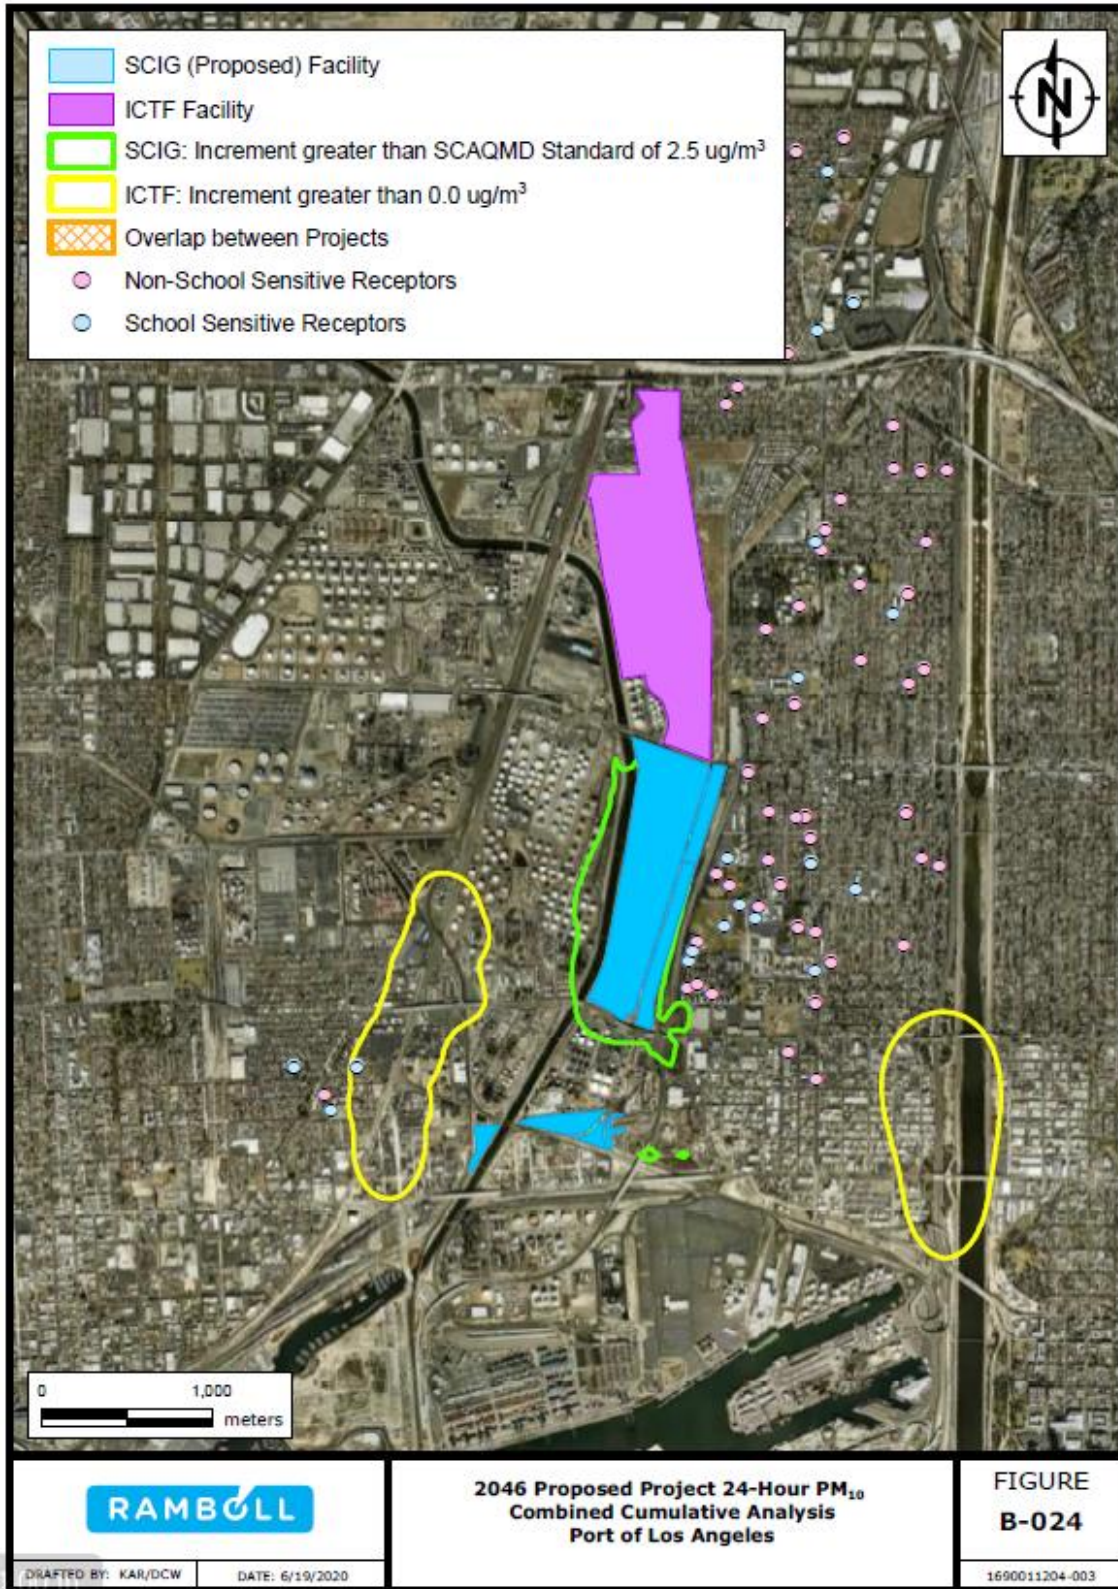 SCIG (Proposed) Facility
ICTF Facility
SCIG: Increment greater than SCAQMD Standard of 2.5 ug/m³
ICTF: Increment greater than 0.0 ug/m³
Overlap between Projects
Non-School Sensitive Receptors
School Sensitive Receptors
N
0 1,000
meters
RAMBOLL
DRAFTED BY: KAR/DCW
DATE: 6/19/2020
2046 Proposed Project 24-Hour PM₁₀
Combined Cumulative Analysis
Port of Los Angeles
FIGURE
B-024
1690011204-003